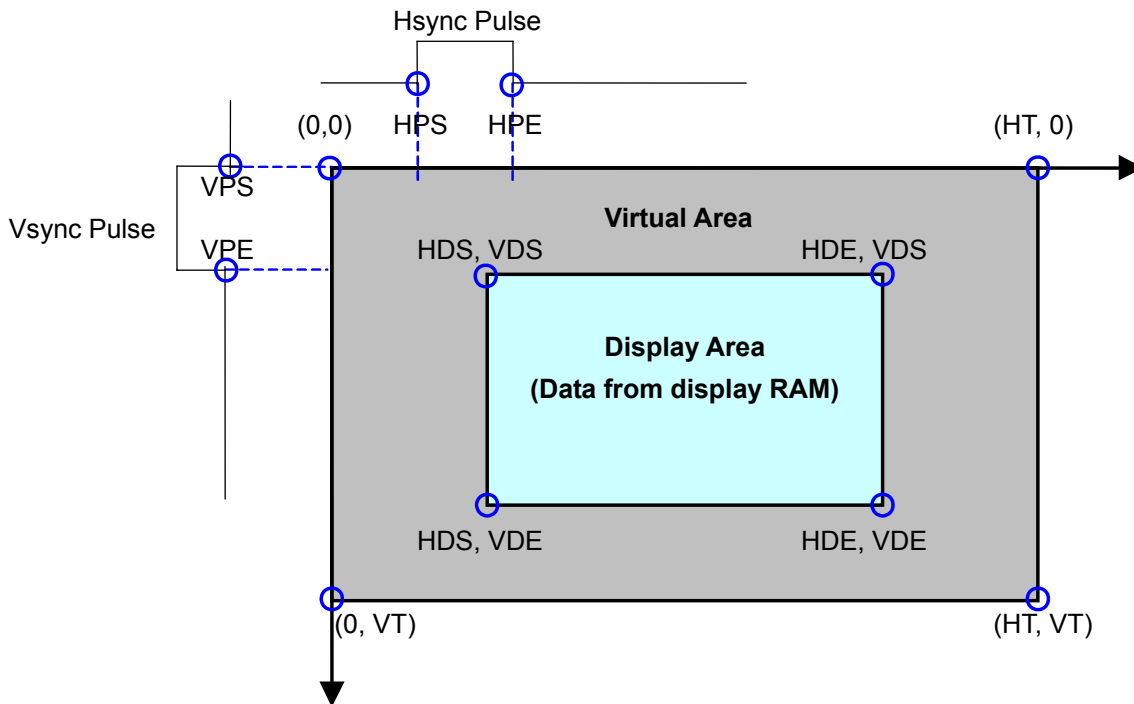 Hsync Pulse
(0,0)
HPS
HPE
(HT, 0)
VPS
Vsync Pulse
VPE
Virtual Area
HDS, VDS
HDE, VDS
Display Area
(Data from display RAM)
HDS, VDE
HDE, VDE
(0, VT)
(HT, VT)